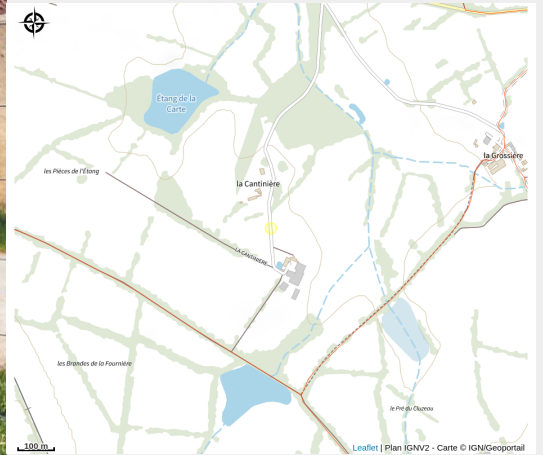 Étang de la
Carte
la Grossière
les Pièces de l'Étang
la Cantinière
LA CANTINIÈRE
les Brandes de la Fournière
le Pré du Cluzeau
100 m
Leaflet | Plan IGNV2 - Carte © IGN/Geoportail